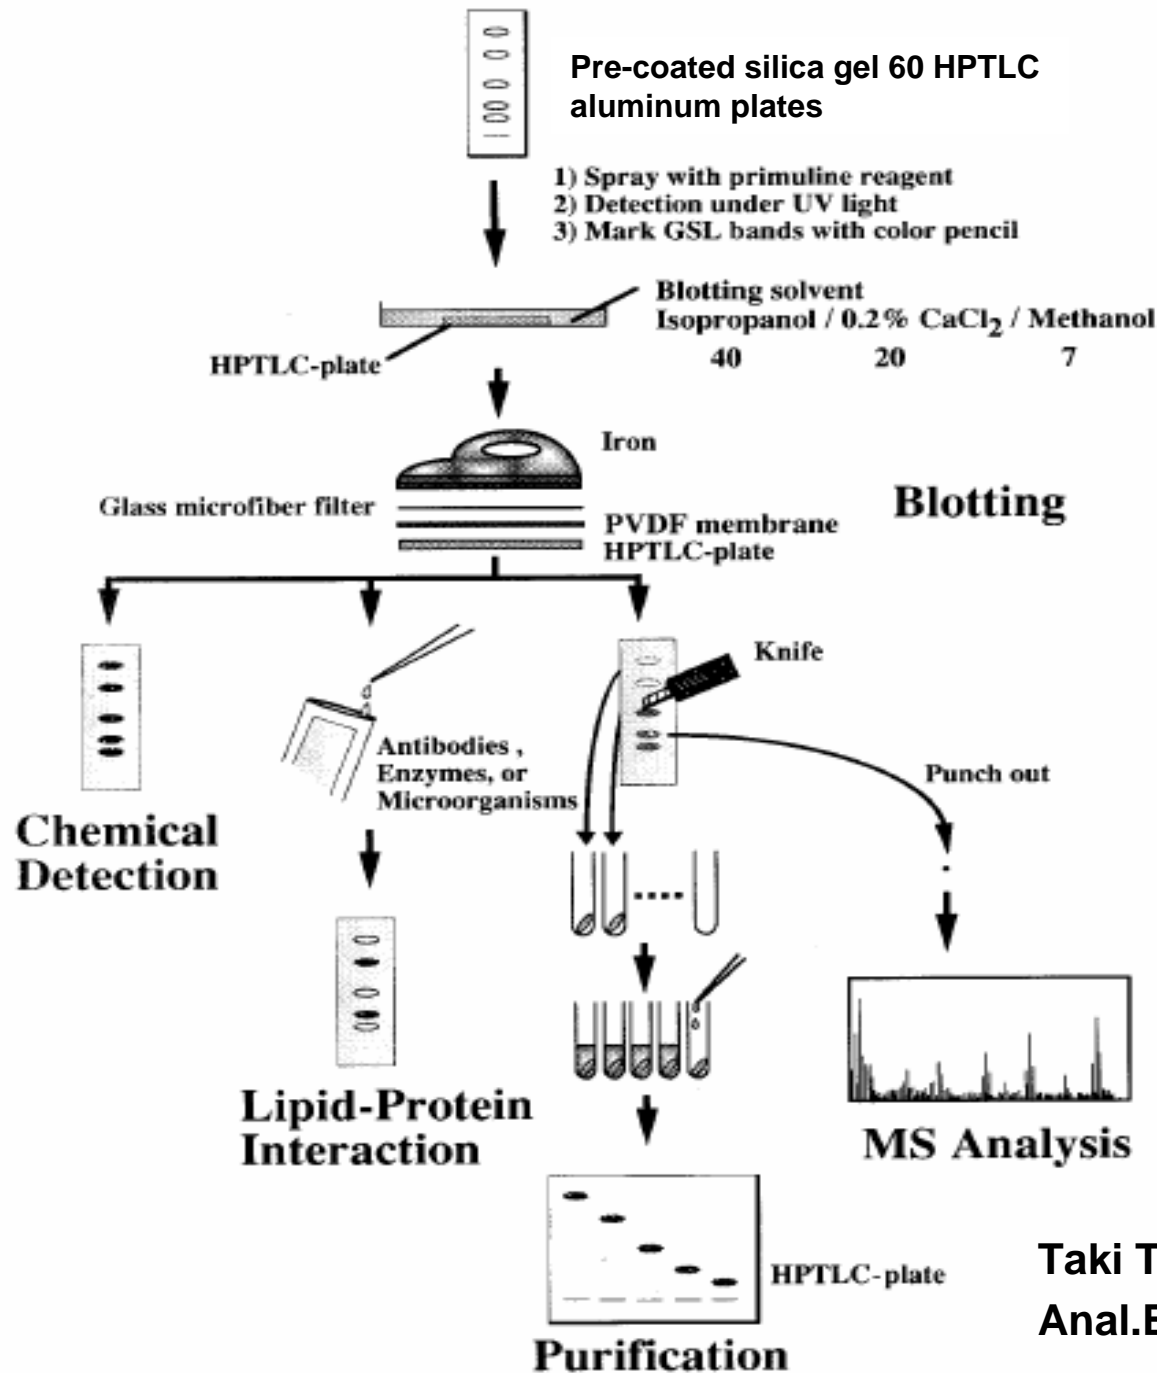 Pre-coated silica gel 60 HPTLC
aluminum plates
1) Spray with primuline reagent
2) Detection under UV light
3) Mark GSL bands with color pencil
Blotting solvent
Isopropanol / 0.2% CaCl₂ / Methanol
40 20 7
HPTLC-plate
Iron
Glass microfiber filter
Blotting
PVDF membrane
HPTLC-plate
Knife
Antibodies ,
Enzymes, or
Microorganisms
Punch out
Chemical
Detection
Lipid-Protein
Interaction
MS Analysis
HPTLC-plate
Purification
Taki T
Anal.